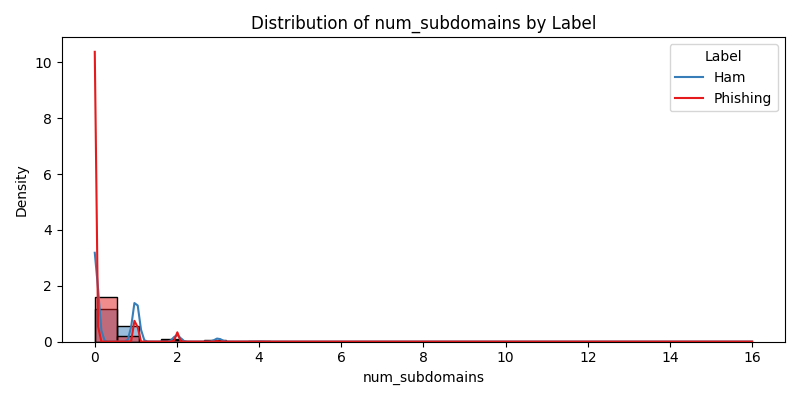 Distribution of num_subdomains by Label
Label
Ham
Phishing
Density
10
8
6
4
2
0
0 2 4 6 8 10 12 14 16
num_subdomains